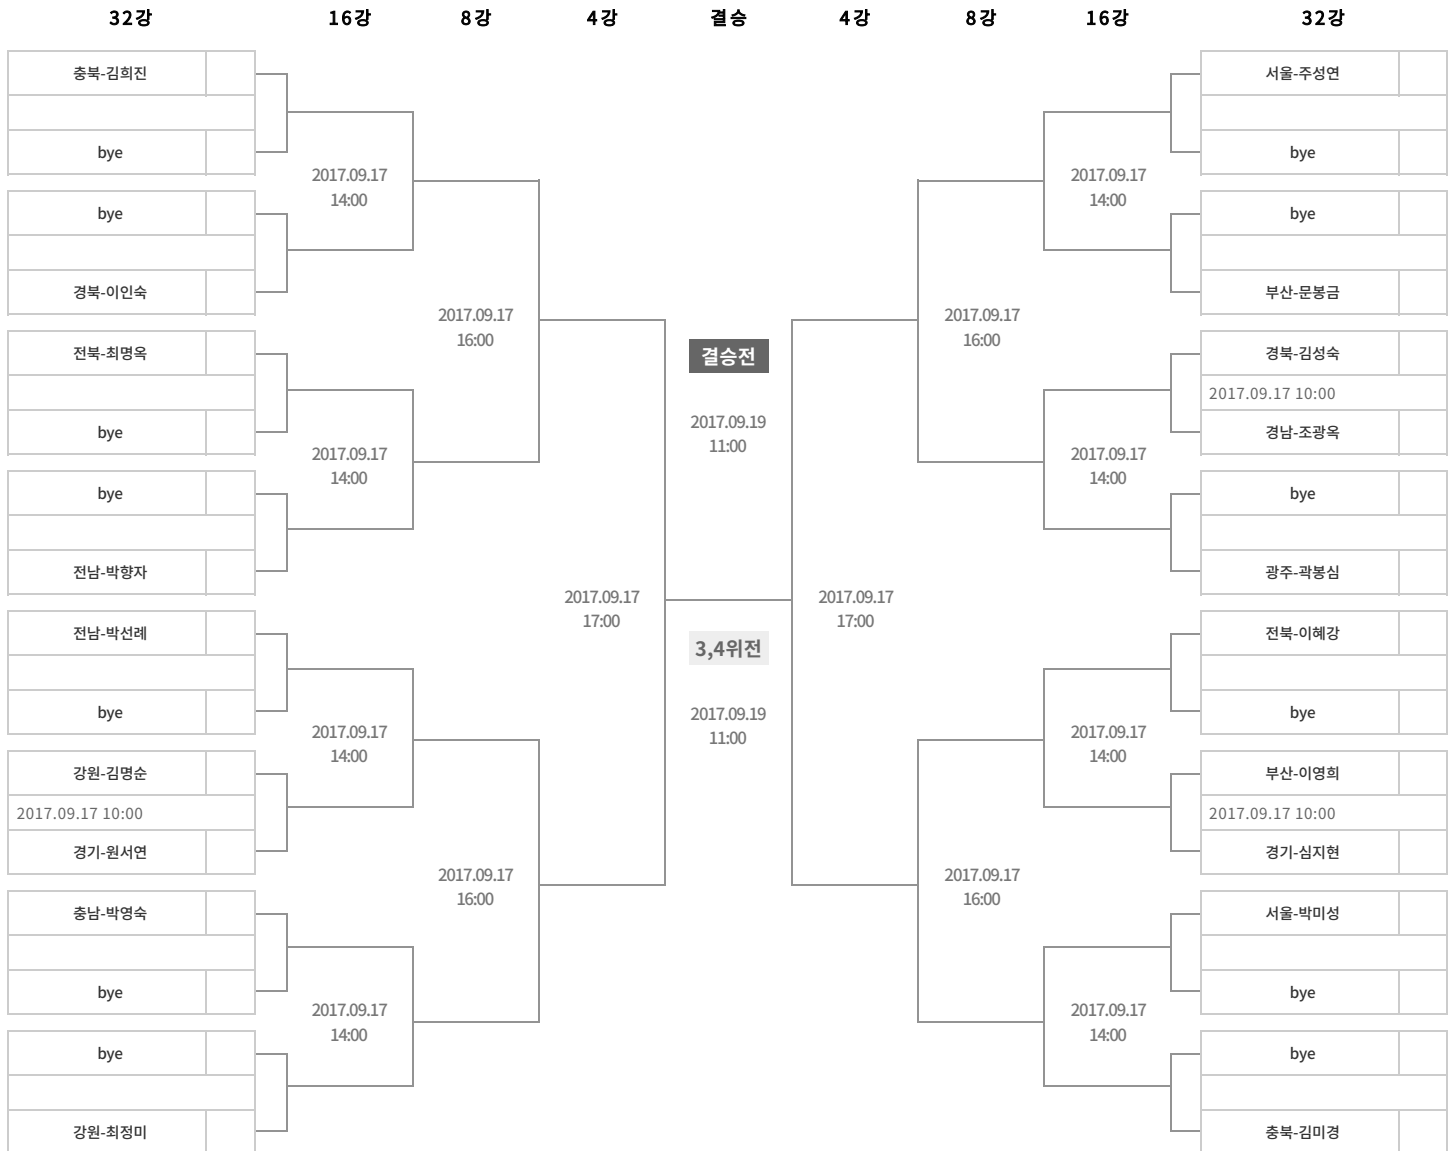 32강 16강 8강 4강 결승 4강 8강 16강 32강
충북-김희진
bye
bye
경북-이인숙
전북-최명옥
bye
bye
전남-박향자
전남-박선례
bye
강원-김명순
2017.09.17 10:00
경기-원서연
충남-박영숙
bye
bye
강원-최정미
2017.09.17
14:00
2017.09.17
14:00
2017.09.17
14:00
2017.09.17
14:00
2017.09.17
16:00
2017.09.17
16:00
2017.09.17
17:00
결승전
2017.09.19
11:00
3,4위전
2017.09.19
11:00
2017.09.17
17:00
2017.09.17
16:00
2017.09.17
16:00
2017.09.17
14:00
2017.09.17
14:00
2017.09.17
14:00
2017.09.17
14:00
서울-주성연
bye
bye
부산-문봉금
경북-김성숙
2017.09.17 10:00
경남-조광옥
bye
광주-곽봉심
전북-이혜강
bye
부산-이영희
2017.09.17 10:00
경기-심지현
서울-박미성
bye
bye
충북-김미경